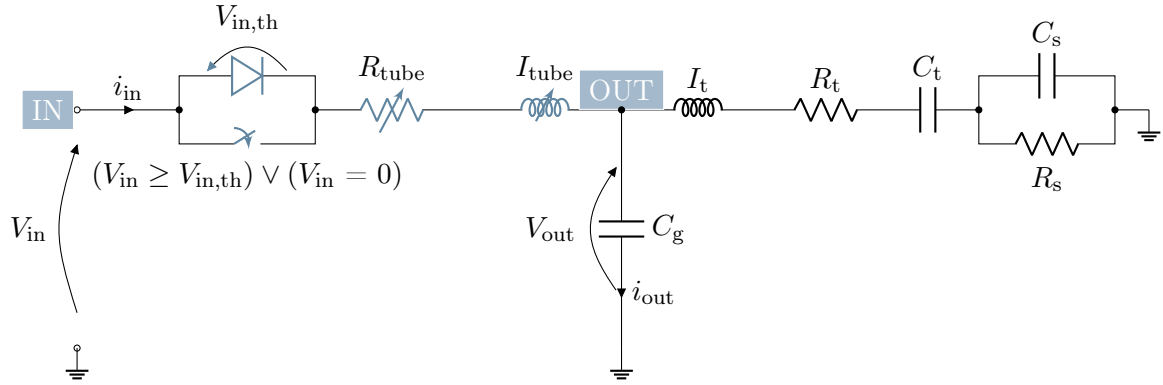 V_in,th
i_in
R_tube
I_tube
OUT
I_t
R_t
C_t
C_s
IN
(V_in ≥ V_in,th) ∨ (V_in = 0)
R_s
V_in
V_out
C_g
i_out